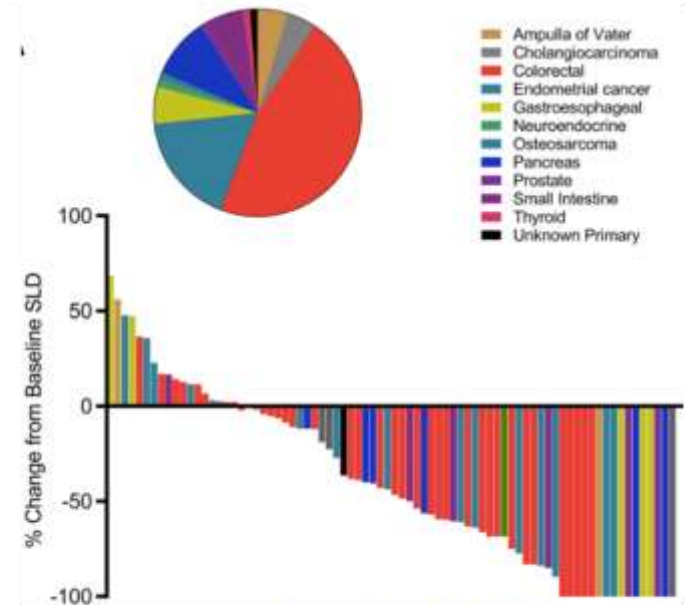 Ampulla of Vater
Cholangiocarcinoma
Colorectal
Endometrial cancer
Gastroesophageal
Neuroendocrine
Osteosarcoma
Pancreas
Prostate
Small Intestine
Thyroid
Unknown Primary
% Change from Baseline SLD
100
50
0
-50
-100